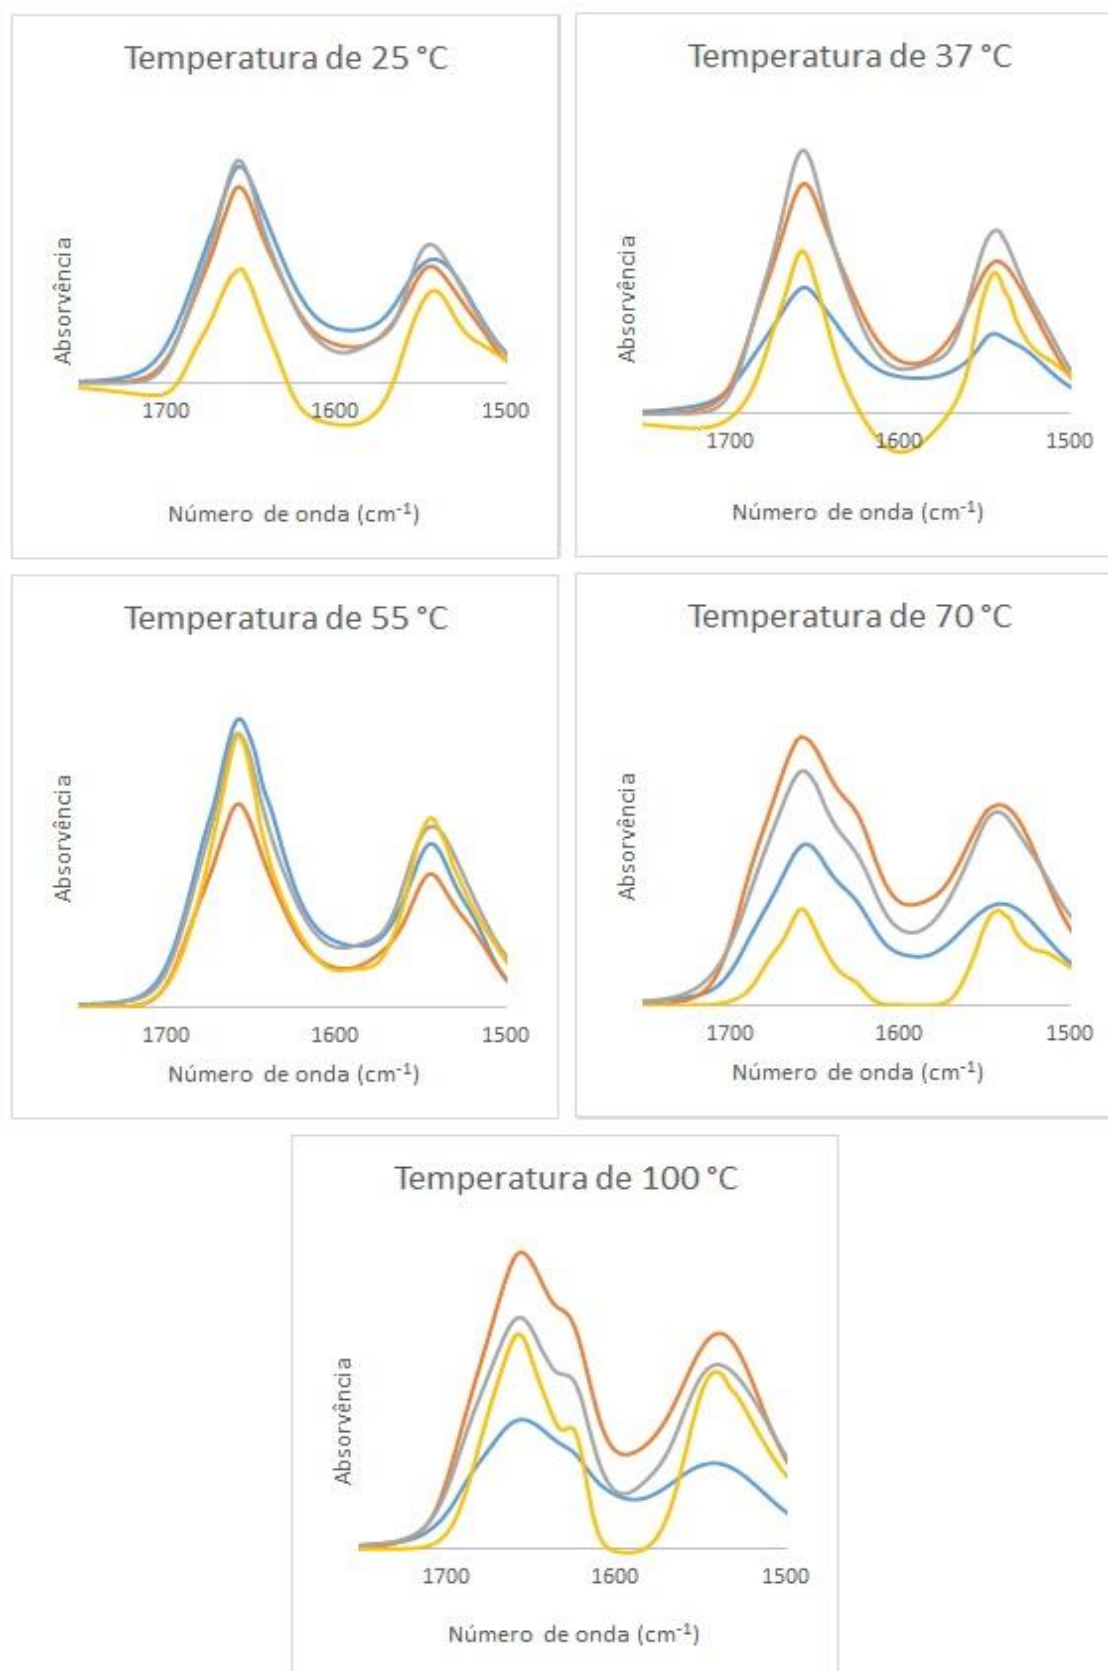 Temperatura de 25 °C
Absorvência
1700 1600 1500
Número de onda (cm⁻¹)
Temperatura de 37 °C
Absorvência
1700 1600 1500
Número de onda (cm⁻¹)
Temperatura de 55 °C
Absorvência
1700 1600 1500
Número de onda (cm⁻¹)
Temperatura de 70 °C
Absorvência
1700 1600 1500
Número de onda (cm⁻¹)
Temperatura de 100 °C
Absorvência
1700 1600 1500
Número de onda (cm⁻¹)